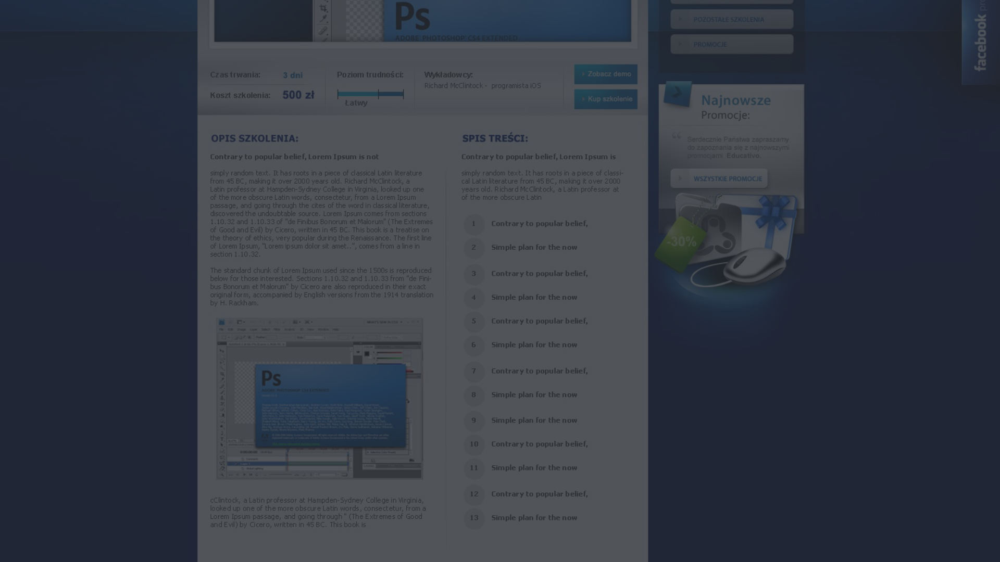 Ps
ADOBE PHOTOSHOP CS4 EXTENDED
POZOSTAŁE SZKOLENIA
PROMOCJE
facebook
Czas trwania:
3 dni
Koszt szkolenia:
500 zł
Poziom trudności:
Łatwy
Wykładowcy:
Richard McClintock - programista iOS
Zobacz demo
Kup szkolenie
OPIS SZKOLENIA:
Contrary to popular belief, Lorem Ipsum is not
simply random text. It has roots in a piece of classical Latin literature
from 45 BC, making it over 2000 years old. Richard McClintock, a
Latin professor at Hampden-Sydney College in Virginia, looked up one
of the more obscure Latin words, consectetur, from a Lorem Ipsum
passage, and going through the cites of the word in classical literature,
discovered the undoubtable source. Lorem Ipsum comes from sections
1.10.32 and 1.10.33 of "de Finibus Bonorum et Malorum" (The Extremes
of Good and Evil) by Cicero, written in 45 BC. This book is a treatise on
the theory of ethics, very popular during the Renaissance. The first line
of Lorem Ipsum, "Lorem ipsum dolor sit amet..", comes from a line in
section 1.10.32.
The standard chunk of Lorem Ipsum used since the 1500s is reproduced
below for those interested. Sections 1.10.32 and 1.10.33 from "de Fini-
bus Bonorum et Malorum" by Cicero are also reproduced in their exact
original form, accompanied by English versions from the 1914 translation
by H. Rackham.
Ps
ADOBE PHOTOSHOP CS4 EXTENDED
cClintock, a Latin professor at Hampden-Sydney College in Virginia,
looked up one of the more obscure Latin words, consectetur, from a
Lorem Ipsum passage, and going through " (The Extremes of Good
and Evil) by Cicero, written in 45 BC. This book is
SPIS TREŚCI:
Contrary to popular belief, Lorem Ipsum is
simply random text. It has roots in a piece of classi-
cal Latin literature from 45 BC, making it over 2000
years old. Richard McClintock, a Latin professor at
of the more obscure Latin
1 Contrary to popular belief,
2 Simple plan for the now
3 Contrary to popular belief,
4 Simple plan for the now
5 Contrary to popular belief,
6 Simple plan for the now
7 Contrary to popular belief,
8 Simple plan for the now
9 Simple plan for the now
10 Contrary to popular belief,
11 Simple plan for the now
12 Contrary to popular belief,
13 Simple plan for the now
Najnowsze
Promocje:
Serdecznie Państwa zapraszamy
do zapoznania się z najnowszymi
promocjami Educativo.
WSZYSTKIE PROMOCJE
-30%